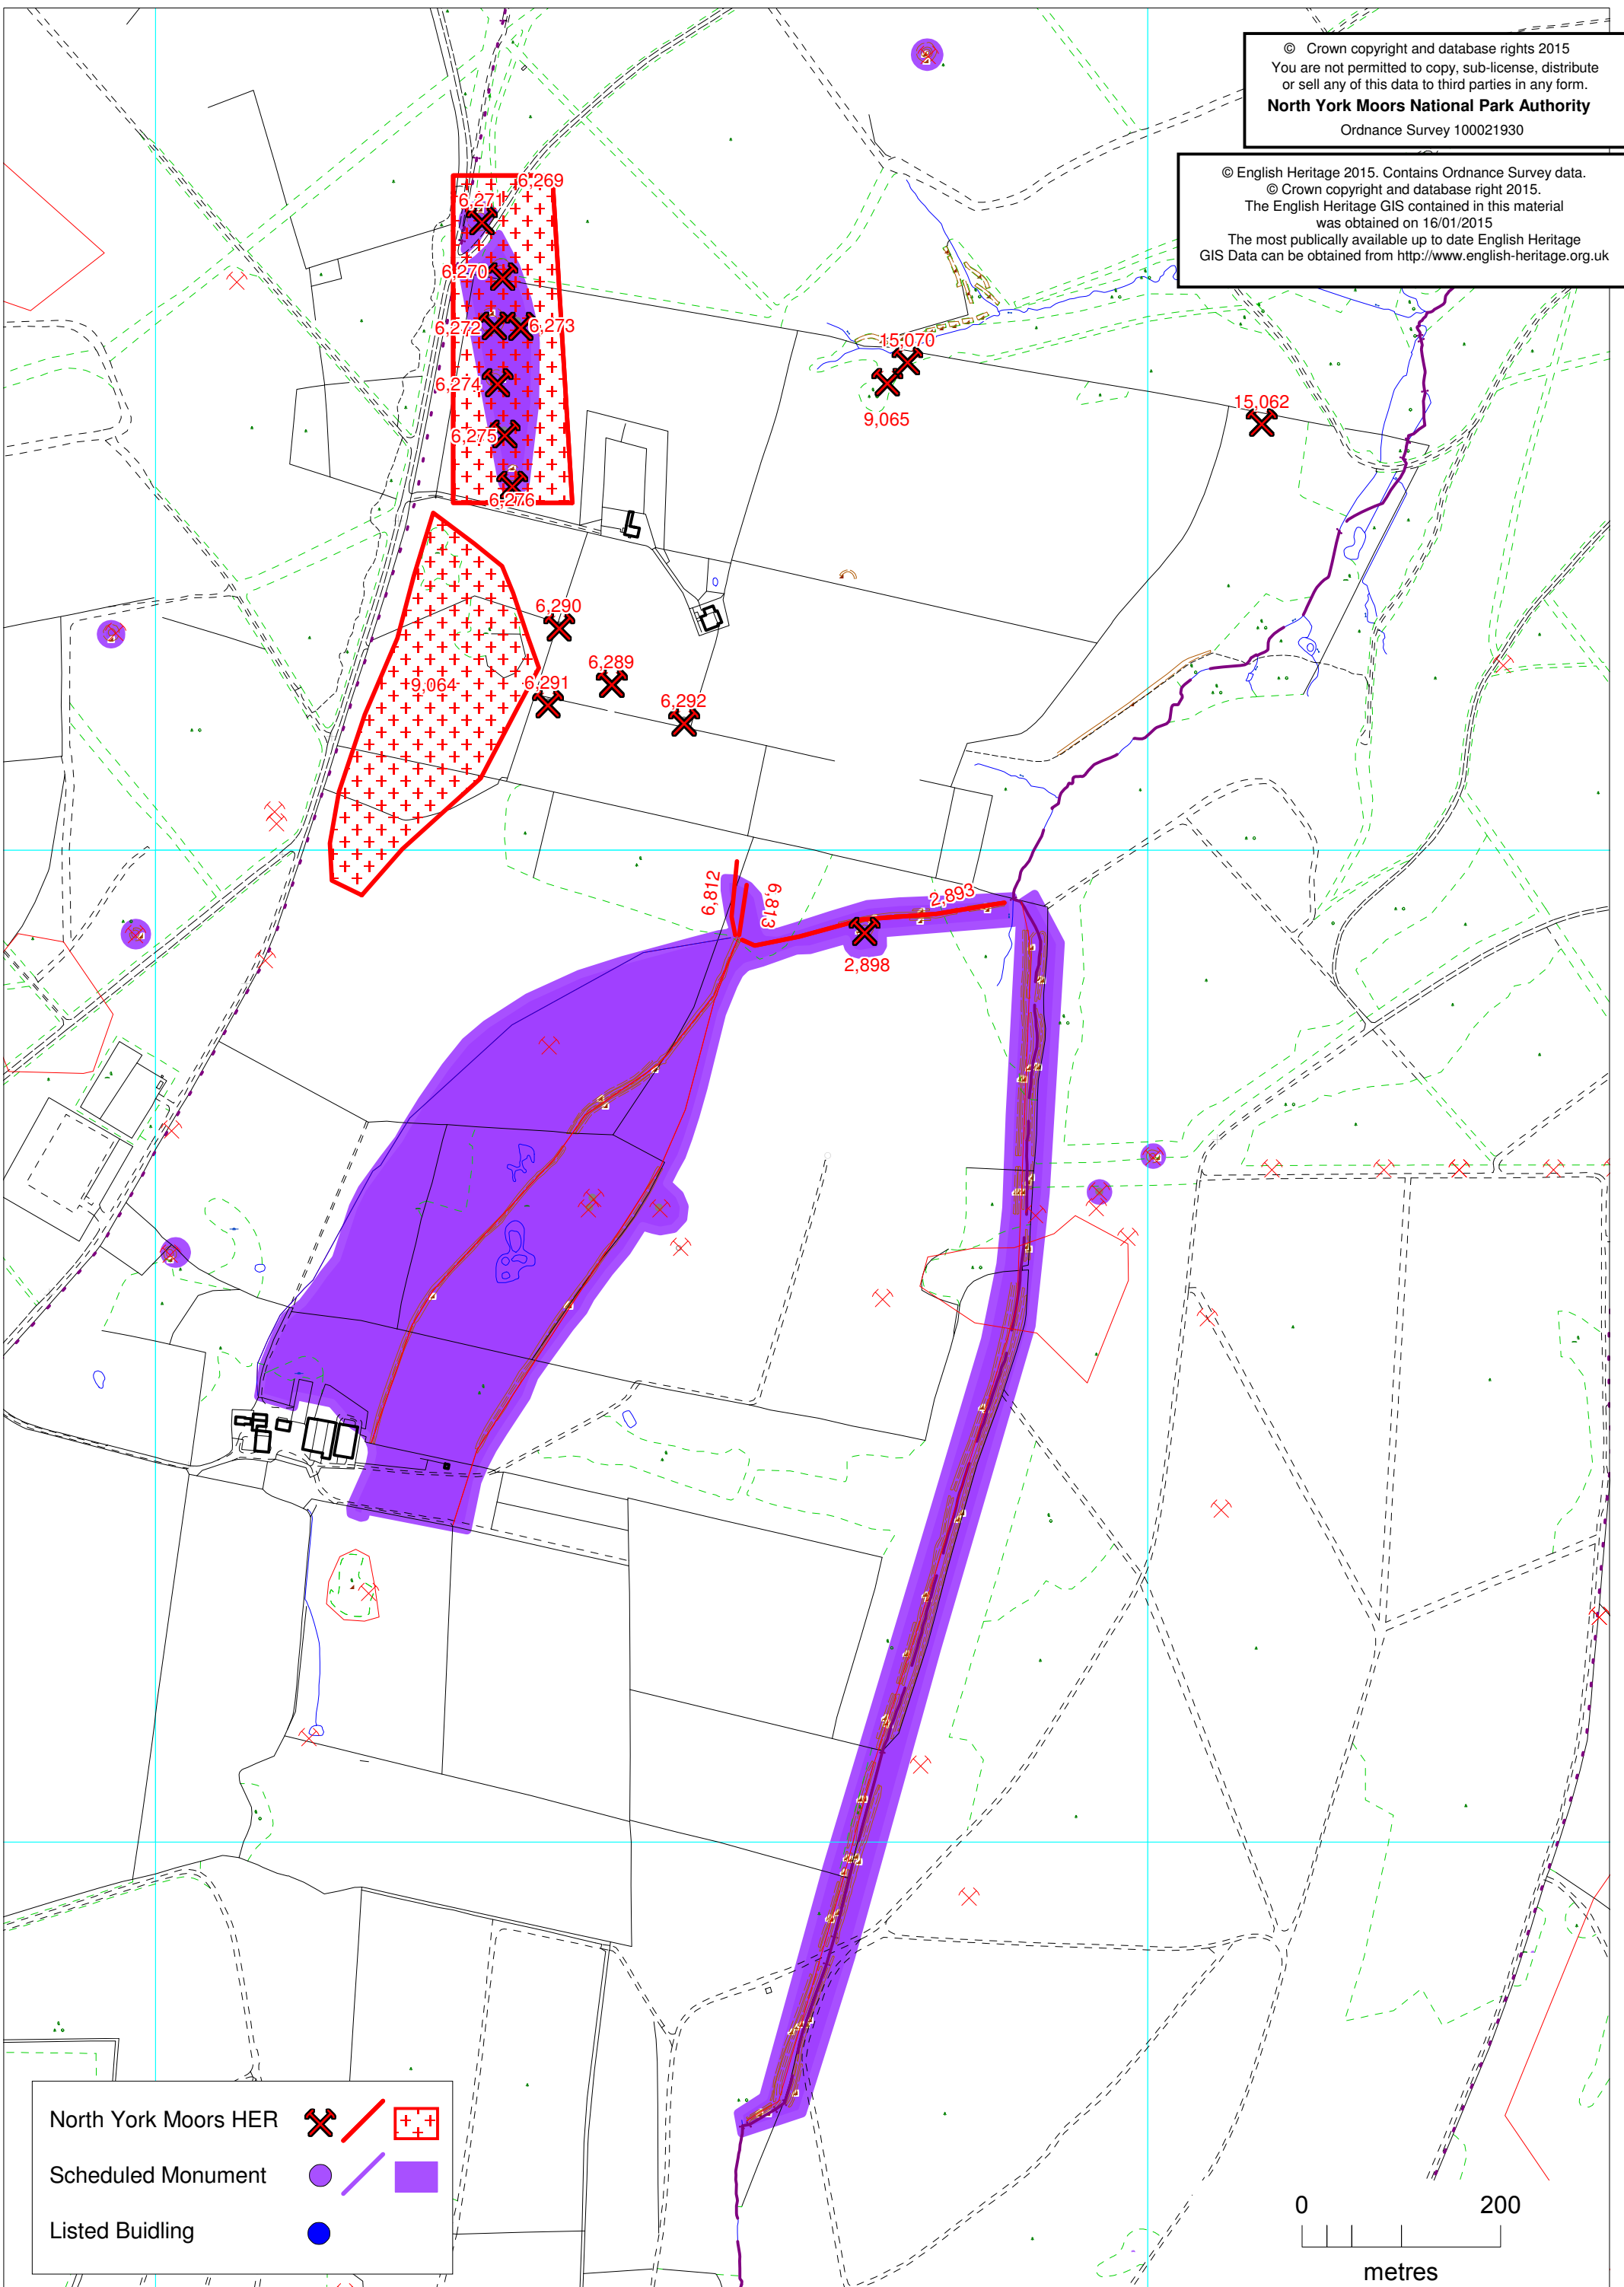 © Crown copyright and database rights 2015
You are not permitted to copy, sub-license, distribute
or sell any of this data to third parties in any form.
North York Moors National Park Authority
Ordnance Survey 100021930
© English Heritage 2015. Contains Ordnance Survey data.
© Crown copyright and database right 2015.
The English Heritage GIS contained in this material
was obtained on 16/01/2015
The most publically available up to date English Heritage
GIS Data can be obtained from http://www.english-heritage.org.uk
6,269
6,271
6,270
6,272
6,273
15,070
6,274
15,062
9,065
6,275
6,276
6,290
6,289
9,064
6,291
6,292
6,812
6,813
2,893
2,898
North York Moors HER
Scheduled Monument
Listed Buidling
0 200
metres